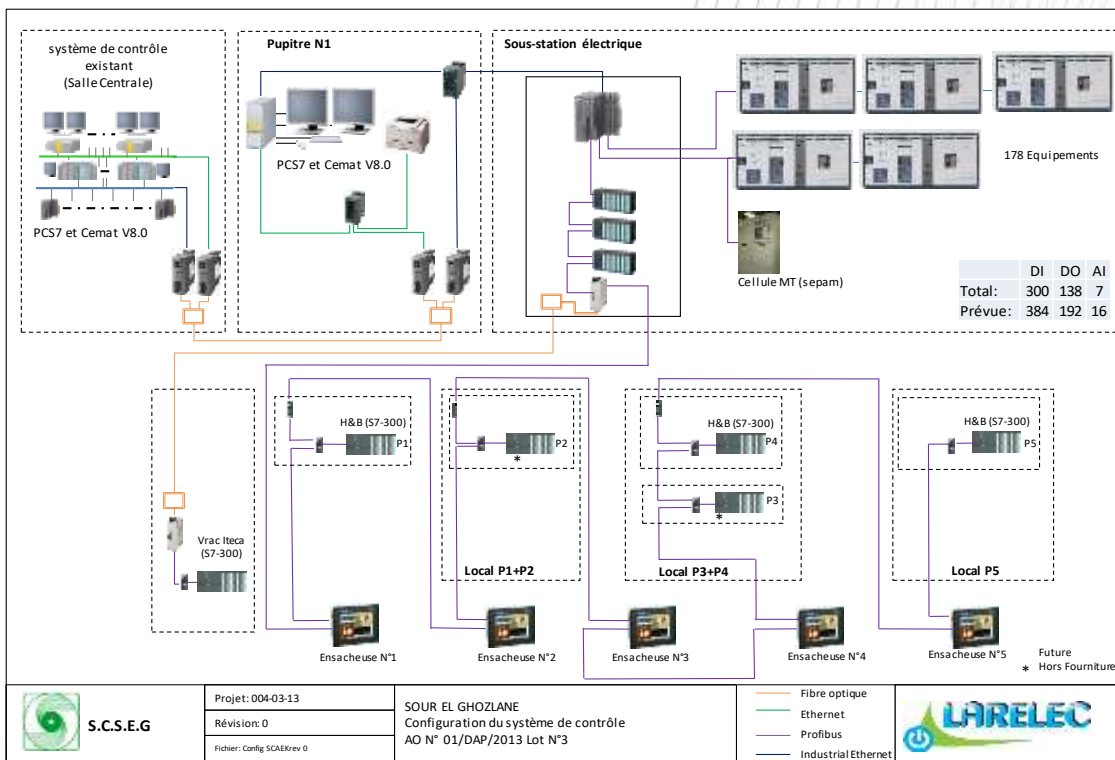 système de contrôle
existant
(Salle Centrale)
PCS7 et Cemat V8.0
Pupitre N1
PCS7 et Cemat V8.0
Sous-station électrique
178 Equipements
Cellule MT (sepam)
DI DO AI
Total: 300 138 7
Prévue: 384 192 16
Vrac Iteca
(S7-300)
H&B (S7-300)
P1
P2
*
Local P1+P2
H&B (S7-300)
P4
P3
*
Local P3+P4
H&B (S7-300)
P5
Local P5
Ensacheuse N°1
Ensacheuse N°2
Ensacheuse N°3
Ensacheuse N°4
Ensacheuse N°5
Future
* Hors Fourniture
S.C.S.E.G
Projet: 004-03-13
Révision: 0
Fichier: Config SCAEKrev 0
SOUR EL GHOZLANE
Configuration du système de contrôle
AO N° 01/DAP/2013 Lot N°3
Fibre optique
Ethernet
Profibus
Industrial Ethernet
LARELEC